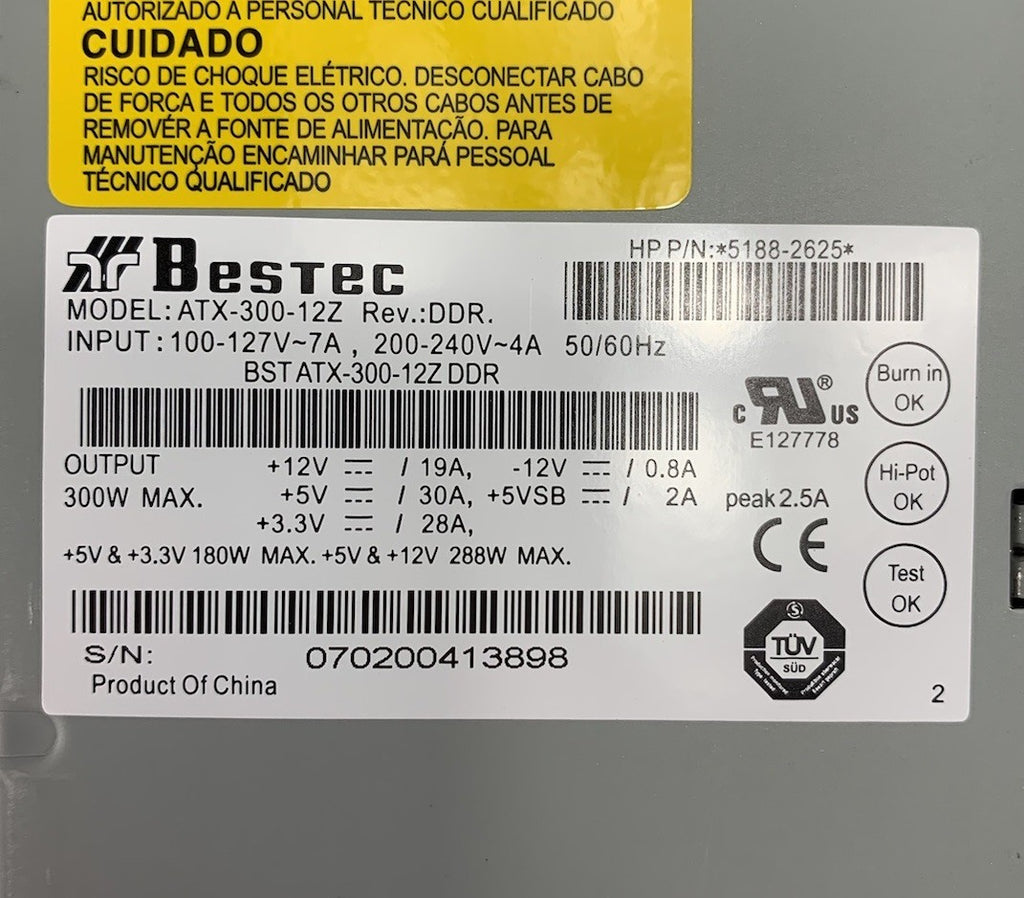 AUTORIZADO A PERSONAL TECNICO CUALIFICADO
CUIDADO
RISCO DE CHOQUE ELÉTRICO. DESCONECTAR CABO
DE FORCA E TODOS OS OTROS CABOS ANTES DE
REMOVÉR A FONTE DE ALIMENTAÇÃO. PARA
MANUTENÇÃO ENCAMINHAR PARÁ PESSOAL
TÉCNICO QUALIFICADO
BESTEC
HP P/N:*5188-2625*
MODEL: ATX-300-12Z Rev.:DDR.
INPUT: 100-127V~7A , 200-240V~4A 50/60Hz
BST ATX-300-12Z DDR
Burn in
OK
C RU ® US
E127778
OUTPUT +12V ⎓ / 19A, -12V ⎓ / 0.8A
300W MAX. +5V ⎓ / 30A, +5VSB ⎓ / 2A peak 2.5A
+3.3V ⎓ / 28A,
Hi-Pot
OK
CE
+5V & +3.3V 180W MAX. +5V & +12V 288W MAX.
Test
OK
S/N: 070200413898
Product Of China
TÜV
SÜD
2